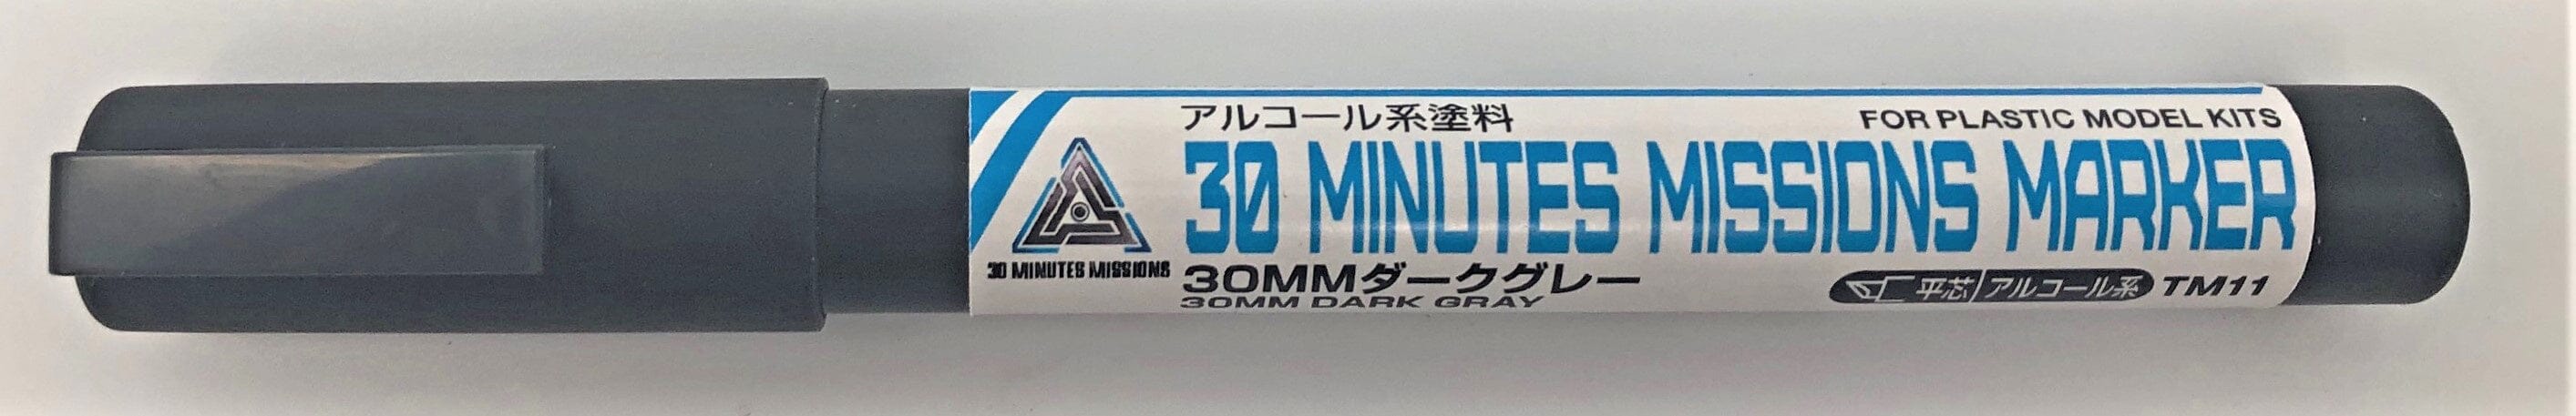 アルコール系塗料
FOR PLASTIC MODEL KITS
30 MINUTES MISSIONS MARKER
30 MINUTES MISSIONS
30MMダークグレー
30MM DARK GRAY
平芯 アルコール系 TM11